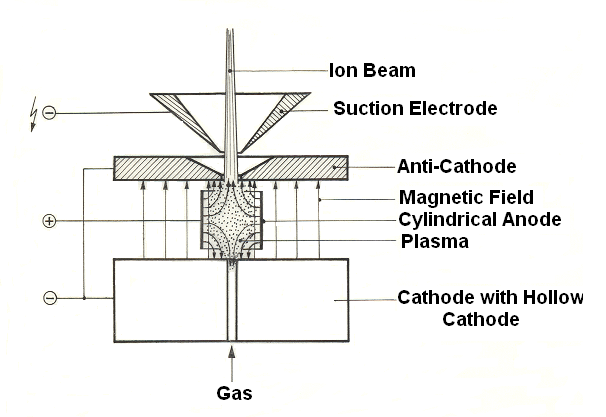 Ion Beam
Suction Electrode
Anti-Cathode
Magnetic Field
Cylindrical Anode
Plasma
Cathode with Hollow
Cathode
Gas